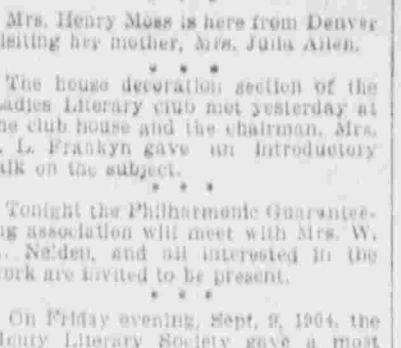 Mrs. Henry Moss is here from Denver
isiting her mother, Mrs. Julia Allen.
* * *
The house decoration section of the
adies Literary club met yesterday at
he club house and the chairman, Mrs.
. L. Frankyn gave an introductory
alk on the subject.
* * *
Tonight the Philharmonic Guarantee-
ng association will meet with Mrs. W.
. Nelden, and all interested in the
ork are invited to be present.
* * *
On Friday evening, Sept. 9, 1904, the
Henty Literary Society gave a most